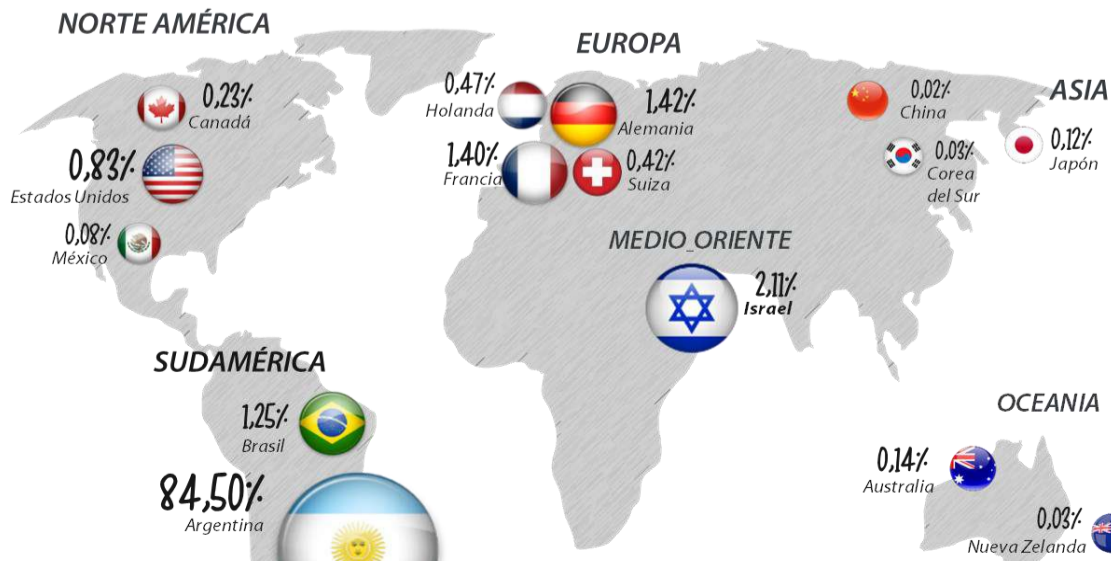 NORTE AMÉRICA
0,23%
Canadá
0,83%
Estados Unidos
0,08%
México
EUROPA
0,47%
Holanda
1,42%
Alemania
1,40%
Francia
0,42%
Suiza
ASIA
0,02%
China
0,03%
Corea
del Sur
0,12%
Japón
MEDIO ORIENTE
2,11%
Israel
SUDAMÉRICA
1,25%
Brasil
84,50%
Argentina
OCEANIA
0,14%
Australia
0,03%
Nueva Zelanda